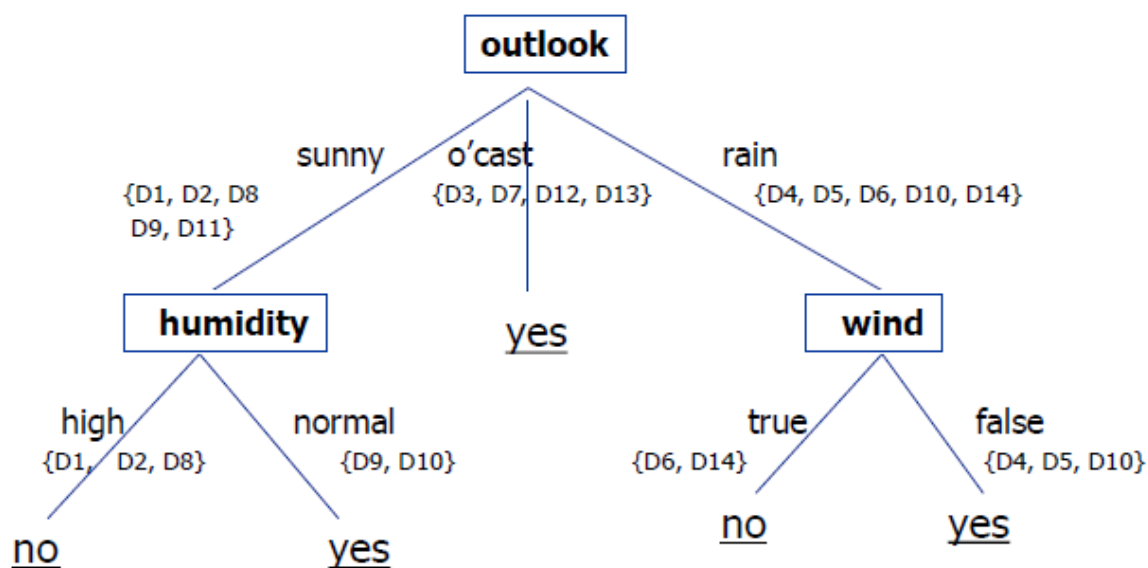 outlook
sunny
o'cast
rain
{D1, D2, D8
D9, D11}
{D3, D7, D12, D13}
{D4, D5, D6, D10, D14}
humidity
yes
wind
high
normal
true
false
{D1, D2, D8}
{D9, D10}
{D6, D14}
{D4, D5, D10}
no
yes
no
yes